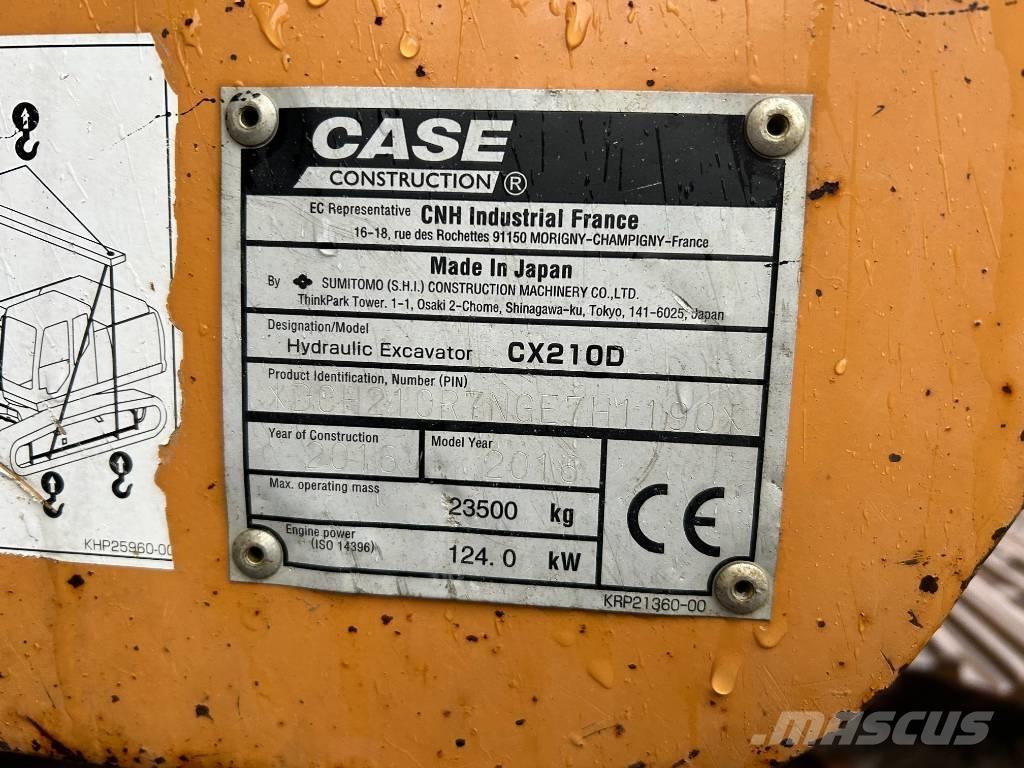 CASE
CONSTRUCTION ®
EC Representative CNH Industrial France
16-18, rue des Rochettes 91150 MORIGNY-CHAMPIGNY-France
Made In Japan
By SUMITOMO (S.H.I.) CONSTRUCTION MACHINERY CO.,LTD.
ThinkPark Tower. 1-1, Osaki 2-Chome, Shinagawa-ku, Tokyo, 141-6025, Japan
Designation/Model
Hydraulic Excavator CX210D
Product Identification, Number (PIN)
Year of Construction Model Year
Max. operating mass
23500 kg
Engine power
(ISO 14396)
124.0 kW
CE
KRP21360-00
KHP25960-00
MASCUS